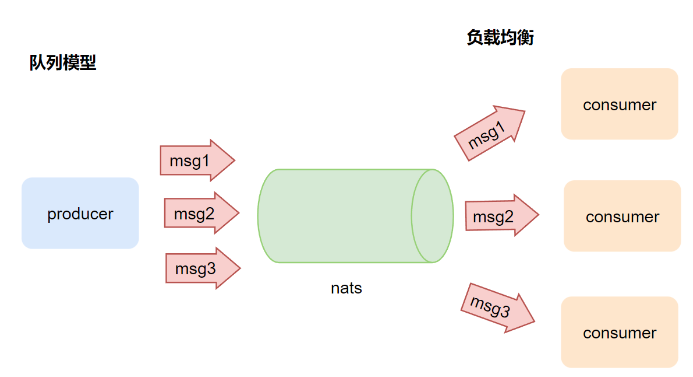 负载均衡
队列模型
consumer
msg1
msg1
producer
msg2
msg2
consumer
msg3
nats
msg3
consumer